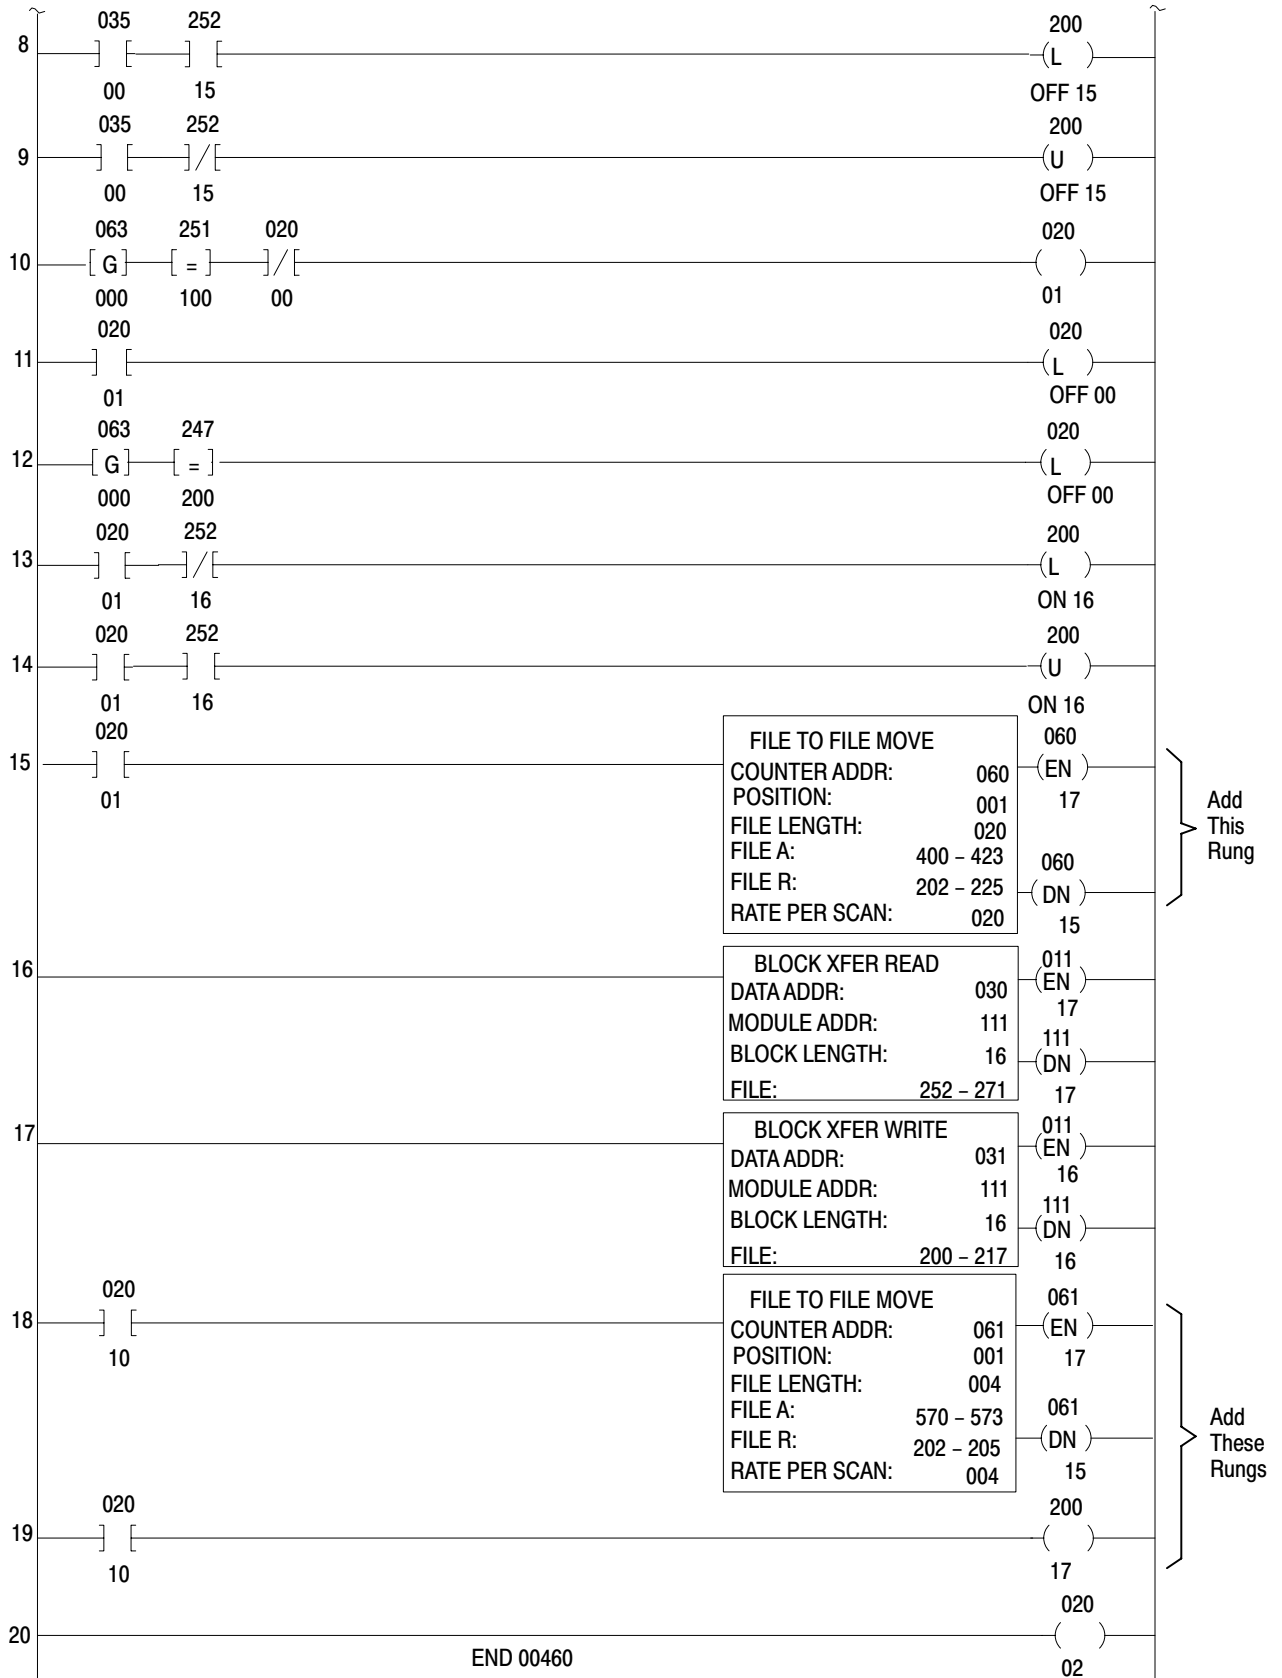 035 252 200
8 ] [ ] [ (L )
00 15 OFF 15
035 252 200
9 ] [ ]/[ (U )
00 15 OFF 15
063 251 020 020
10 [ G ] [ = ] ]/[ ( )
000 100 00 01
020 020
11 ] [ (L )
01 OFF 00
063 247 020
12 [ G ] [ = ] (L )
000 200 OFF 00
020 252 200
13 ] [ ]/[ (L )
01 16 ON 16
020 252 200
14 ] [ ] [ (U )
01 16 ON 16
020 FILE TO FILE MOVE 060
15 ] [ COUNTER ADDR: 060 (EN )
01 POSITION: 001 17
FILE LENGTH: 020
FILE A: 400 – 423
FILE R: 202 – 225
RATE PER SCAN: 020
060
(DN )
15
Add
This
Rung
16 BLOCK XFER READ 011
DATA ADDR: 030 (EN )
17
MODULE ADDR: 111
BLOCK LENGTH: 16
FILE: 252 – 271
111
(DN )
17
17 BLOCK XFER WRITE 011
DATA ADDR: 031 (EN )
16
MODULE ADDR: 111
BLOCK LENGTH: 16
FILE: 200 – 217
111
(DN )
16
020 FILE TO FILE MOVE 061
18 ] [ COUNTER ADDR: 061 (EN )
10 POSITION: 001 17
FILE LENGTH: 004
FILE A: 570 – 573
FILE R: 202 – 205
RATE PER SCAN: 004
061
(DN )
15
Add
These
Rungs
020 200
19 ] [ ( )
10 17
020
20 ( )
END 00460 02